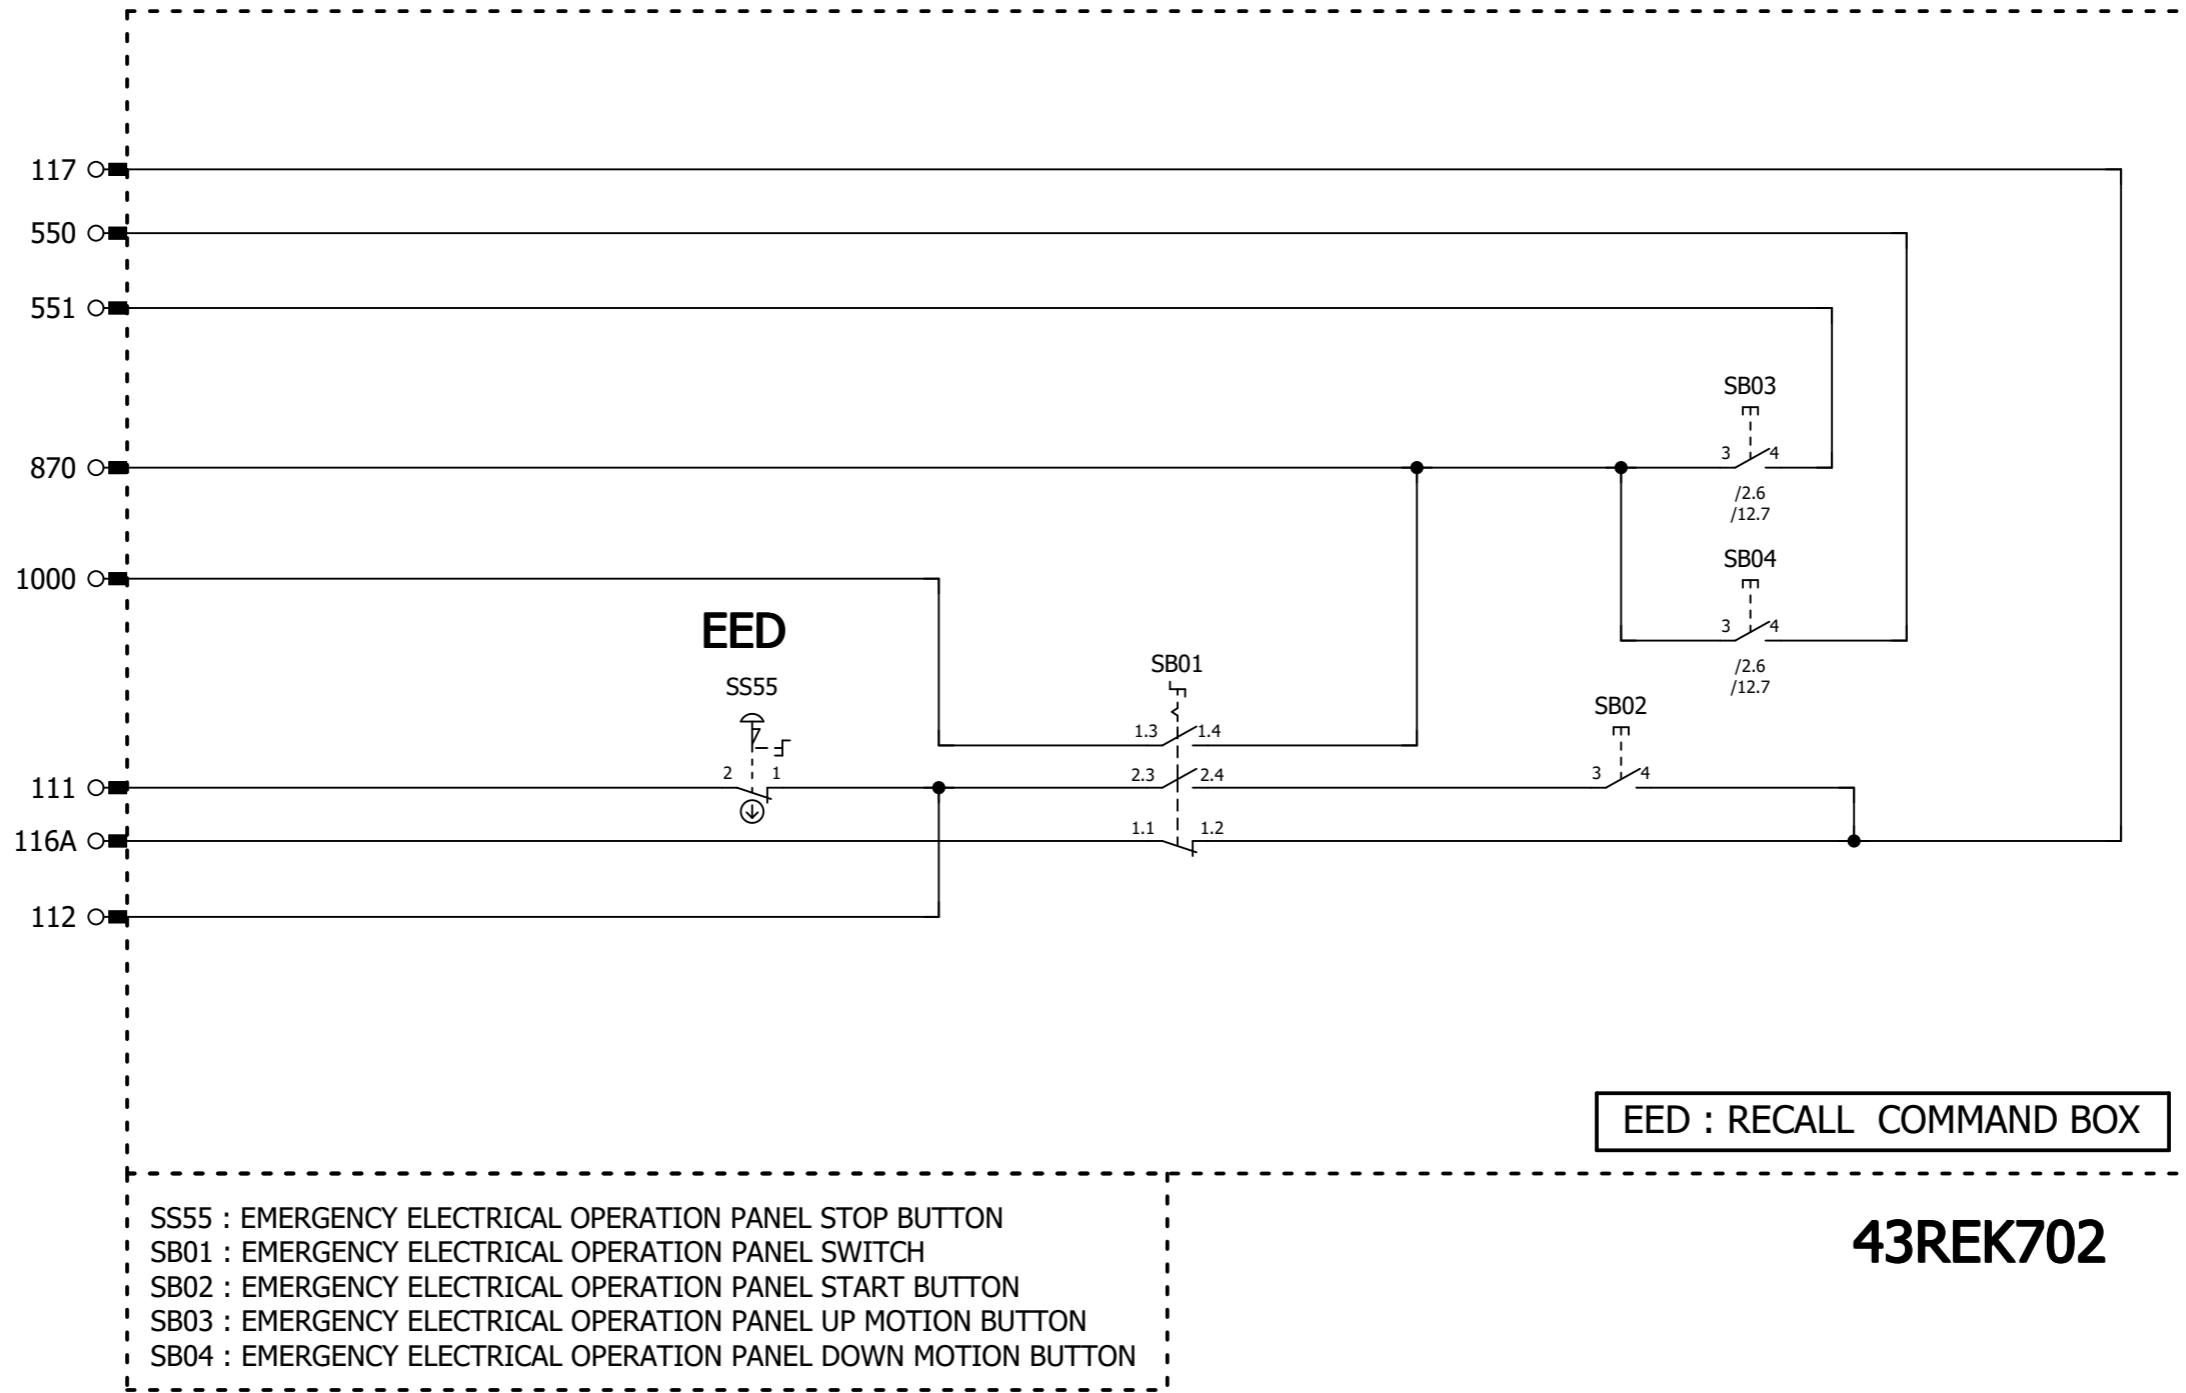 117
550
551
SB03
870
3 4
/2.6
/12.7
SB04
1000
EED
3 4
SB01
/2.6
SS55
/12.7
SB02
1.3 1.4
2 1
2.3 2.4
3 4
111
1.1 1.2
116A
112
EED : RECALL COMMAND BOX
SS55 : EMERGENCY ELECTRICAL OPERATION PANEL STOP BUTTON
SB01 : EMERGENCY ELECTRICAL OPERATION PANEL SWITCH
SB02 : EMERGENCY ELECTRICAL OPERATION PANEL START BUTTON
SB03 : EMERGENCY ELECTRICAL OPERATION PANEL UP MOTION BUTTON
SB04 : EMERGENCY ELECTRICAL OPERATION PANEL DOWN MOTION BUTTON
43REK702